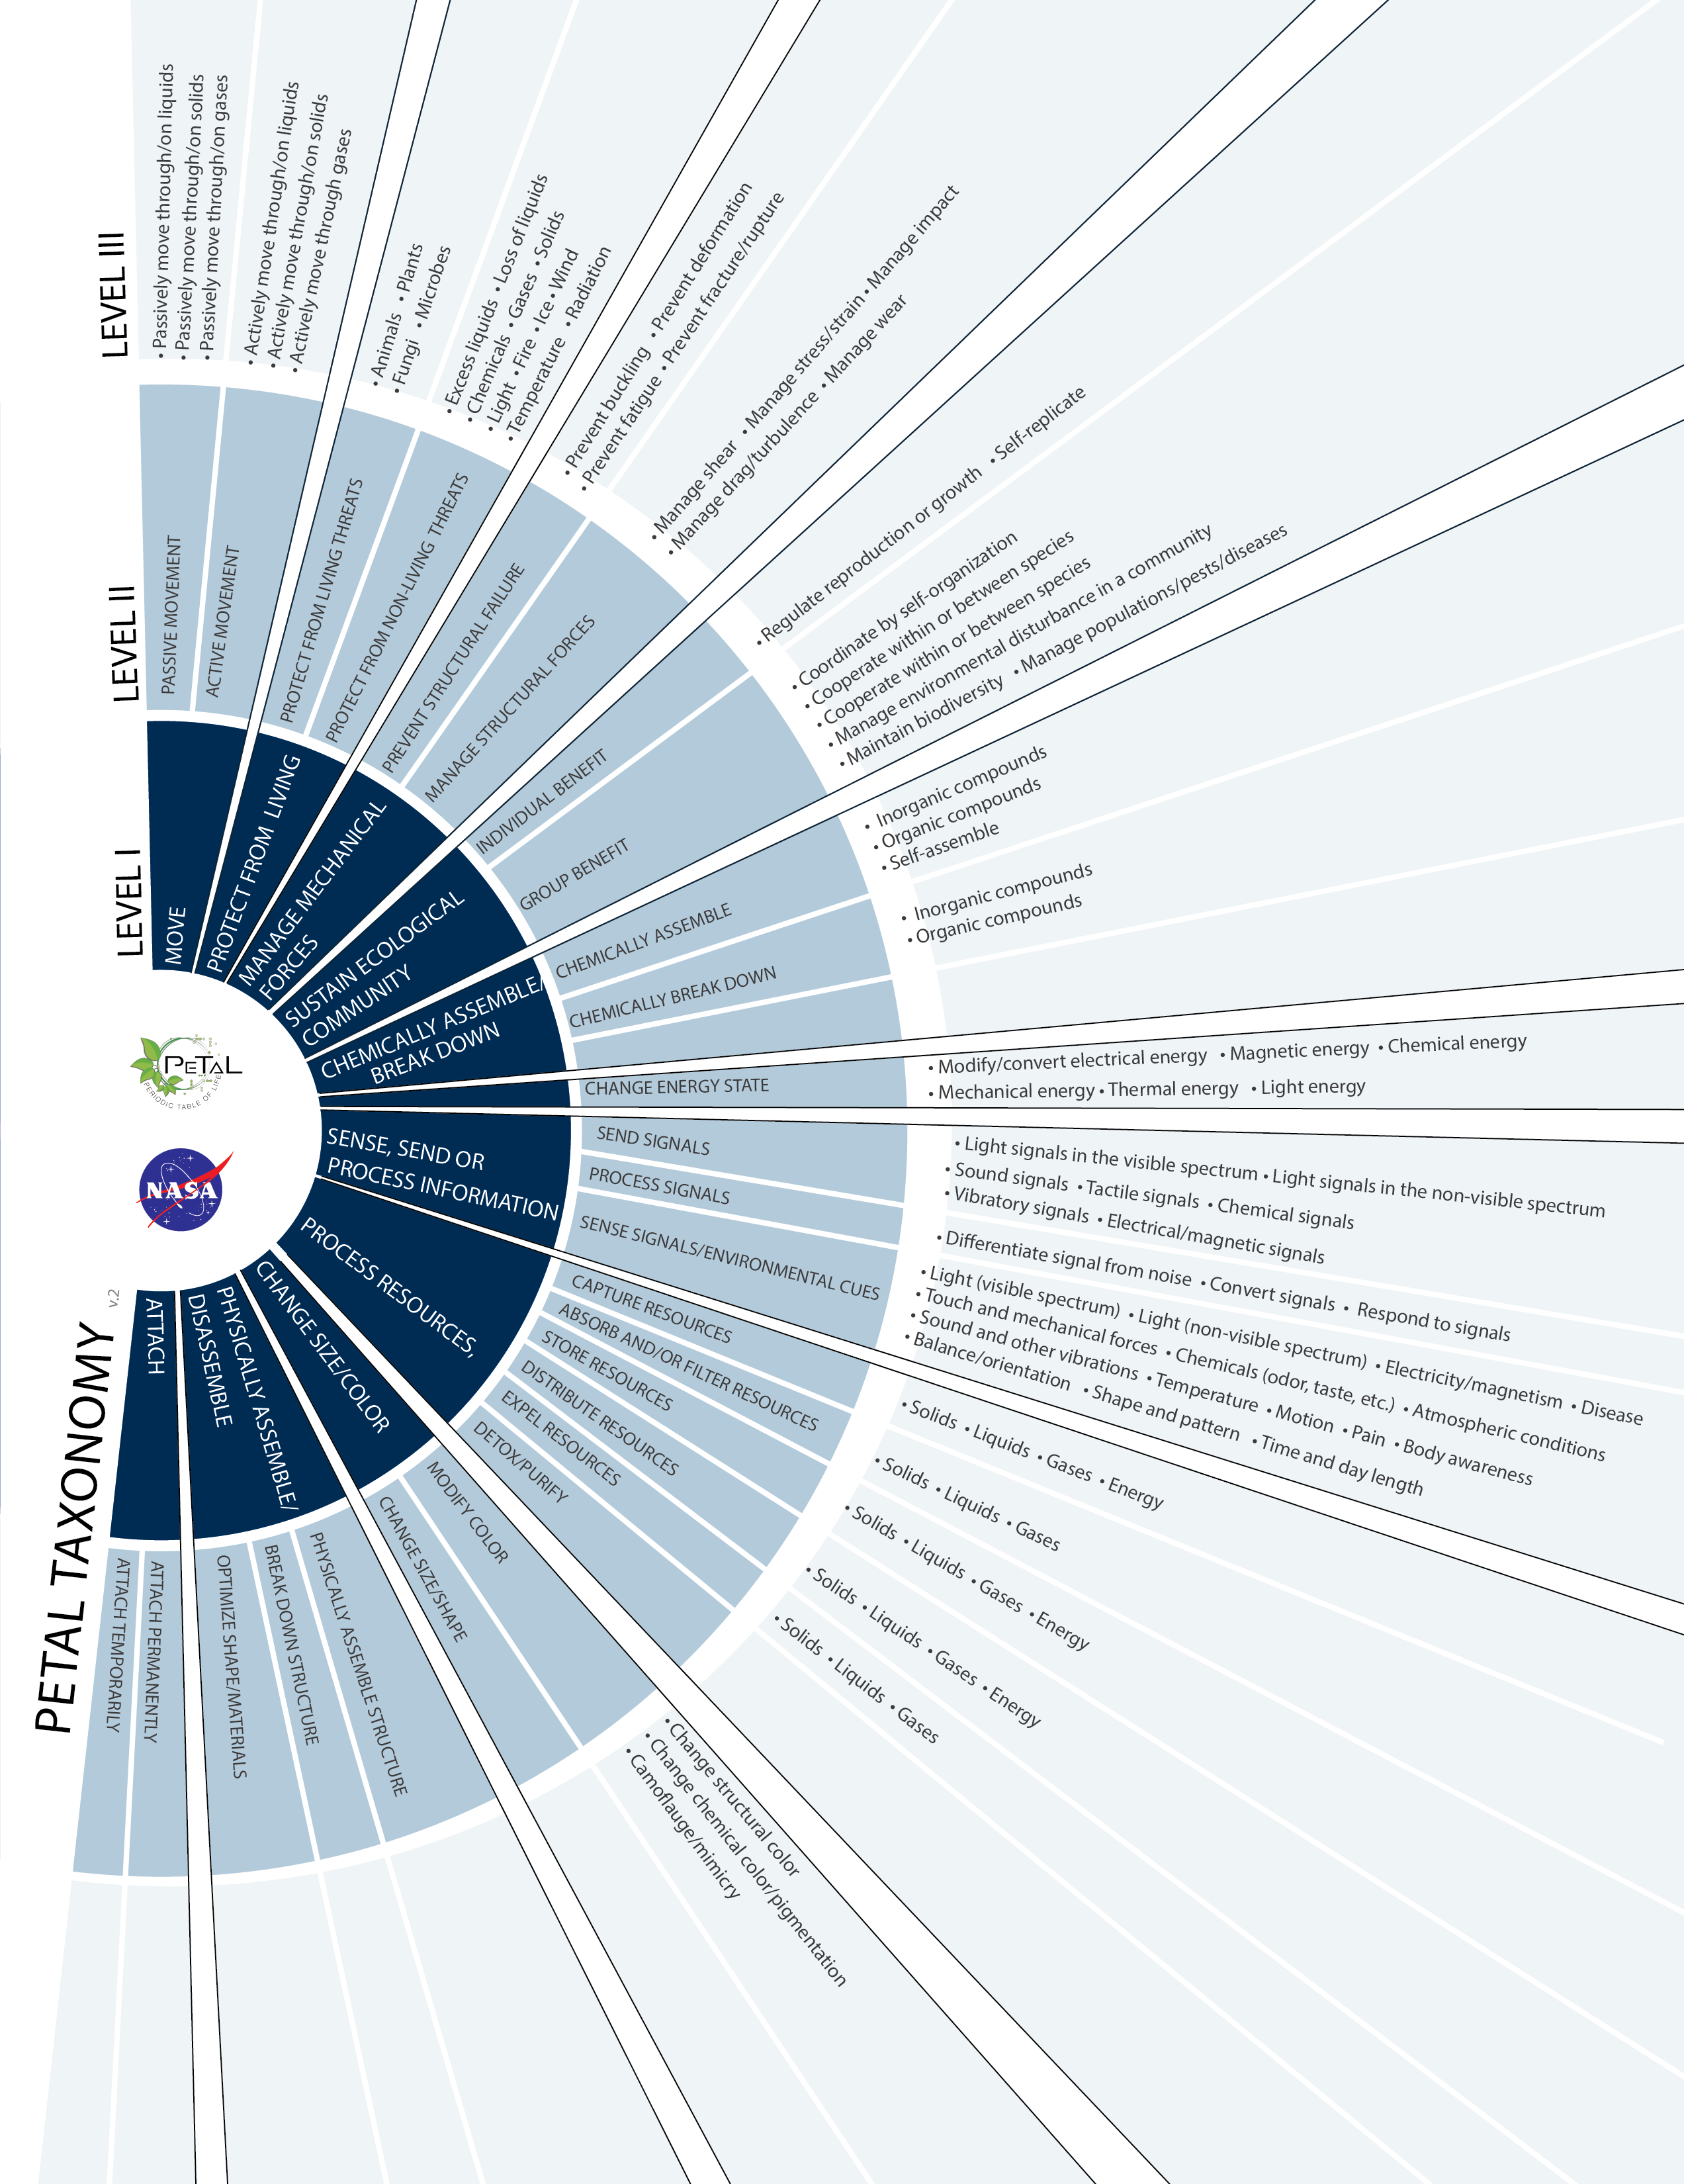 LEVEL III
LEVEL II
LEVEL I
MOVE
PASSIVE MOVEMENT
• Passively move through/on liquids
• Passively move through/on solids
• Passively move through/on gases
ACTIVE MOVEMENT
• Actively move through/on liquids
• Actively move through/on solids
• Actively move through gases
PROTECT FROM LIVING
PROTECT FROM LIVING THREATS
• Animals • Plants
• Fungi • Microbes
PROTECT FROM NON-LIVING THREATS
• Excess liquids • Loss of liquids
• Chemicals • Gases • Solids
• Light • Fire • Ice • Wind
• Temperature • Radiation
MANAGE MECHANICAL
FORCES
PREVENT STRUCTURAL FAILURE
• Prevent buckling • Prevent deformation
• Prevent fatigue • Prevent fracture/rupture
MANAGE STRUCTURAL FORCES
• Manage shear • Manage stress/strain • Manage impact
• Manage drag/turbulence • Manage wear
SUSTAIN ECOLOGICAL
COMMUNITY
INDIVIDUAL BENEFIT
• Regulate reproduction or growth • Self-replicate
GROUP BENEFIT
• Coordinate by self-organization
• Cooperate within or between species
• Cooperate within or between species
• Manage environmental disturbance in a community
• Maintain biodiversity • Manage populations/pests/diseases
CHEMICALLY ASSEMBLE/
BREAK DOWN
CHEMICALLY ASSEMBLE
• Inorganic compounds
• Organic compounds
• Self-assemble
CHEMICALLY BREAK DOWN
• Inorganic compounds
• Organic compounds
CHANGE ENERGY STATE
• Modify/convert electrical energy • Magnetic energy • Chemical energy
• Mechanical energy • Thermal energy • Light energy
SENSE, SEND OR
PROCESS INFORMATION
SEND SIGNALS
• Light signals in the visible spectrum • Light signals in the non-visible spectrum
• Sound signals • Tactile signals • Chemical signals
• Vibratory signals • Electrical/magnetic signals
PROCESS SIGNALS
• Differentiate signal from noise • Convert signals • Respond to signals
SENSE SIGNALS/ENVIRONMENTAL CUES
• Light (visible spectrum) • Light (non-visible spectrum) • Electricity/magnetism • Disease
• Touch and mechanical forces • Chemicals (odor, taste, etc.) • Atmospheric conditions
• Sound and other vibrations • Temperature • Motion • Pain • Body awareness
• Balance/orientation • Shape and pattern • Time and day length
PROCESS RESOURCES,
CAPTURE RESOURCES
• Solids • Liquids • Gases • Energy
ABSORB AND/OR FILTER RESOURCES
• Solids • Liquids • Gases
STORE RESOURCES
• Solids • Liquids • Gases • Energy
DISTRIBUTE RESOURCES
• Solids • Liquids • Gases • Energy
EXPEL RESOURCES
• Solids • Liquids • Gases
DETOX/PURIFY
CHANGE SIZE/COLOR
MODIFY COLOR
• Change structural color
• Change chemical color/pigmentation
• Camoflauge/mimicry
CHANGE SIZE/SHAPE
PHYSICALLY ASSEMBLE/
DISASSEMBLE
PHYSICALLY ASSEMBLE STRUCTURE
BREAK DOWN STRUCTURE
OPTIMIZE SHAPE/MATERIALS
ATTACH
ATTACH PERMANENTLY
ATTACH TEMPORARILY
PETAL
PERIODIC TABLE OF LIFE
NASA
PETAL TAXONOMY
v.2